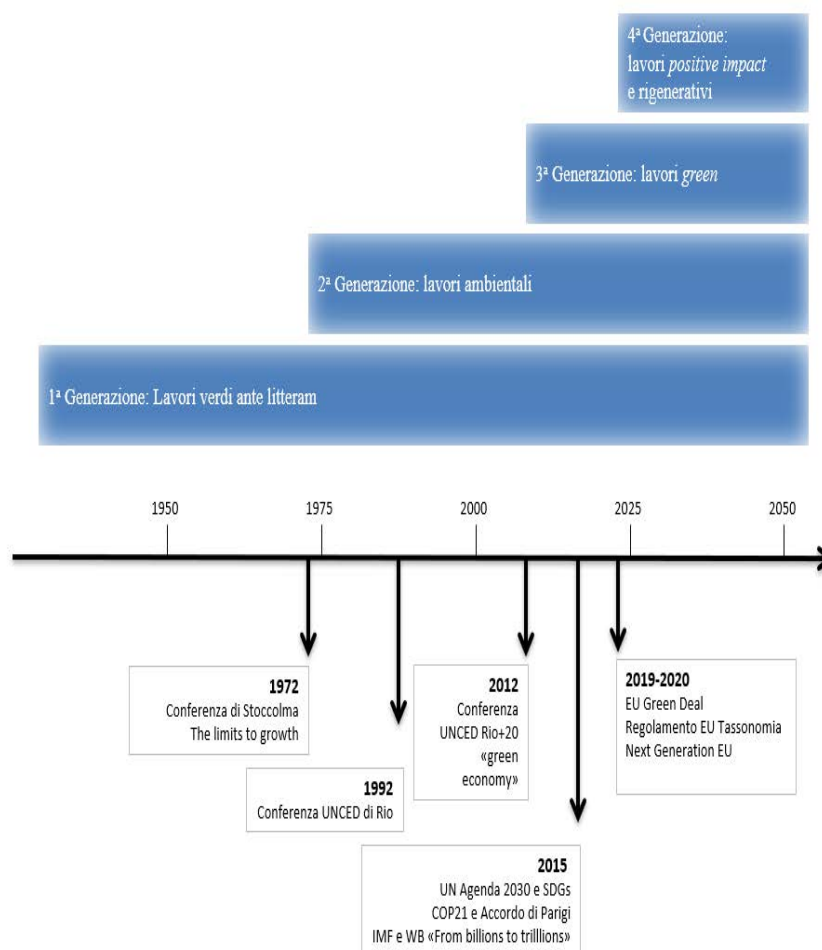 4ª Generazione:
lavori positive impact
e rigenerativi
3ª Generazione: lavori green
2ª Generazione: lavori ambientali
1ª Generazione: Lavori verdi ante litteram
1950
1975
2000
2025
2050
1972
Conferenza di Stoccolma
The limits to growth
1992
Conferenza UNCED di Rio
2012
Conferenza
UNCED Rio+20
«green
economy»
2015
UN Agenda 2030 e SDGs
COP21 e Accordo di Parigi
IMF e WB «From billions to trilllions»
2019-2020
EU Green Deal
Regolamento EU Tassonomia
Next Generation EU